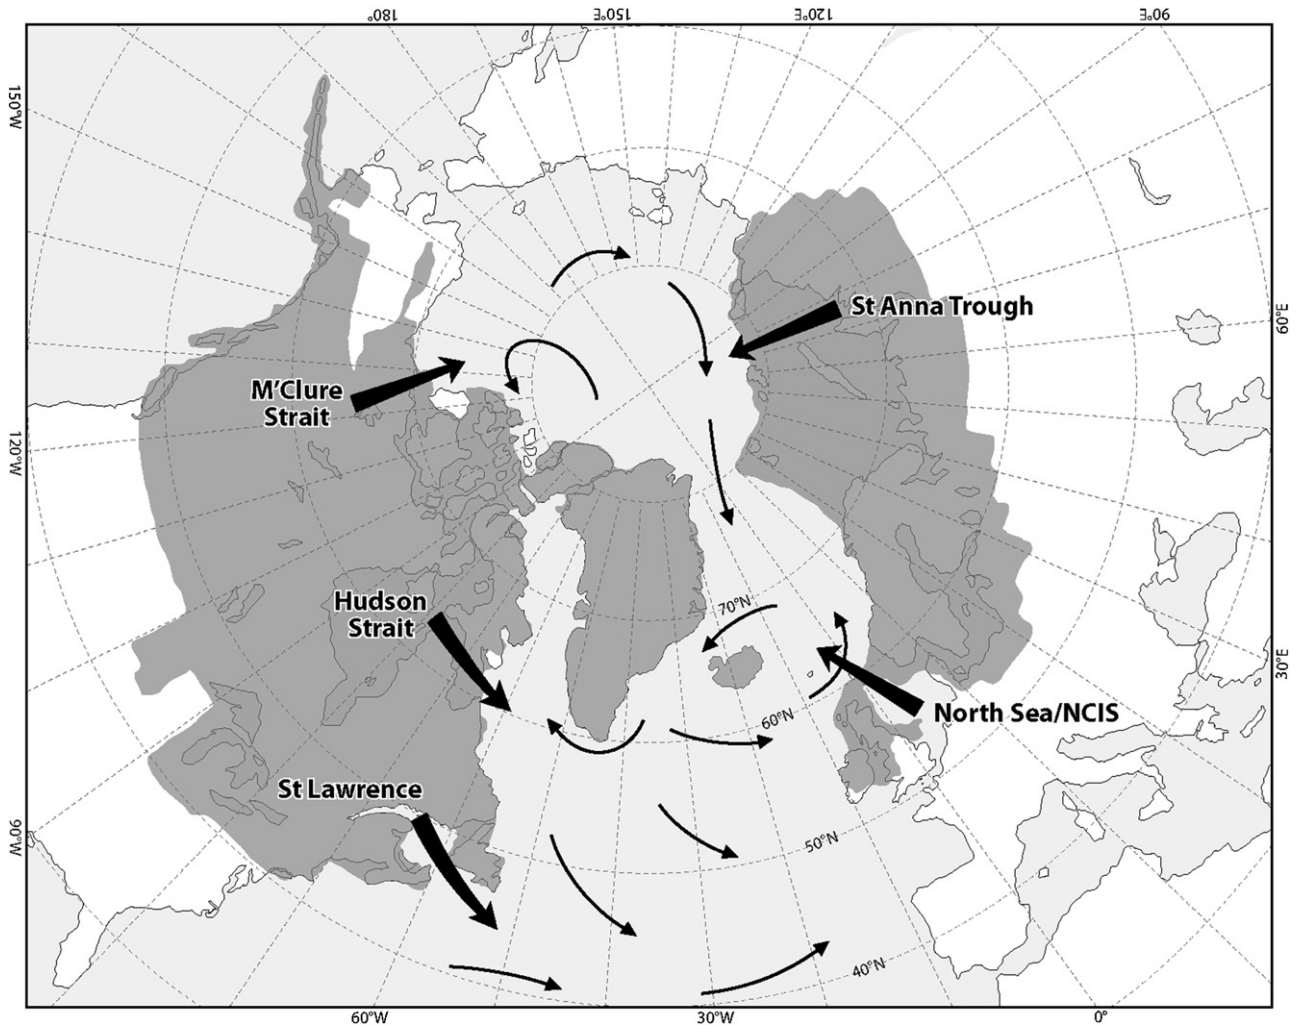 180°
150°E
120°E
90°E
150°W
St Anna Trough
60°E
M'Clure
Strait
120°W
Hudson
Strait
70°N
30°E
60°N
North Sea/NCIS
St Lawrence
90°W
50°N
40°N
60°W
30°W
0°